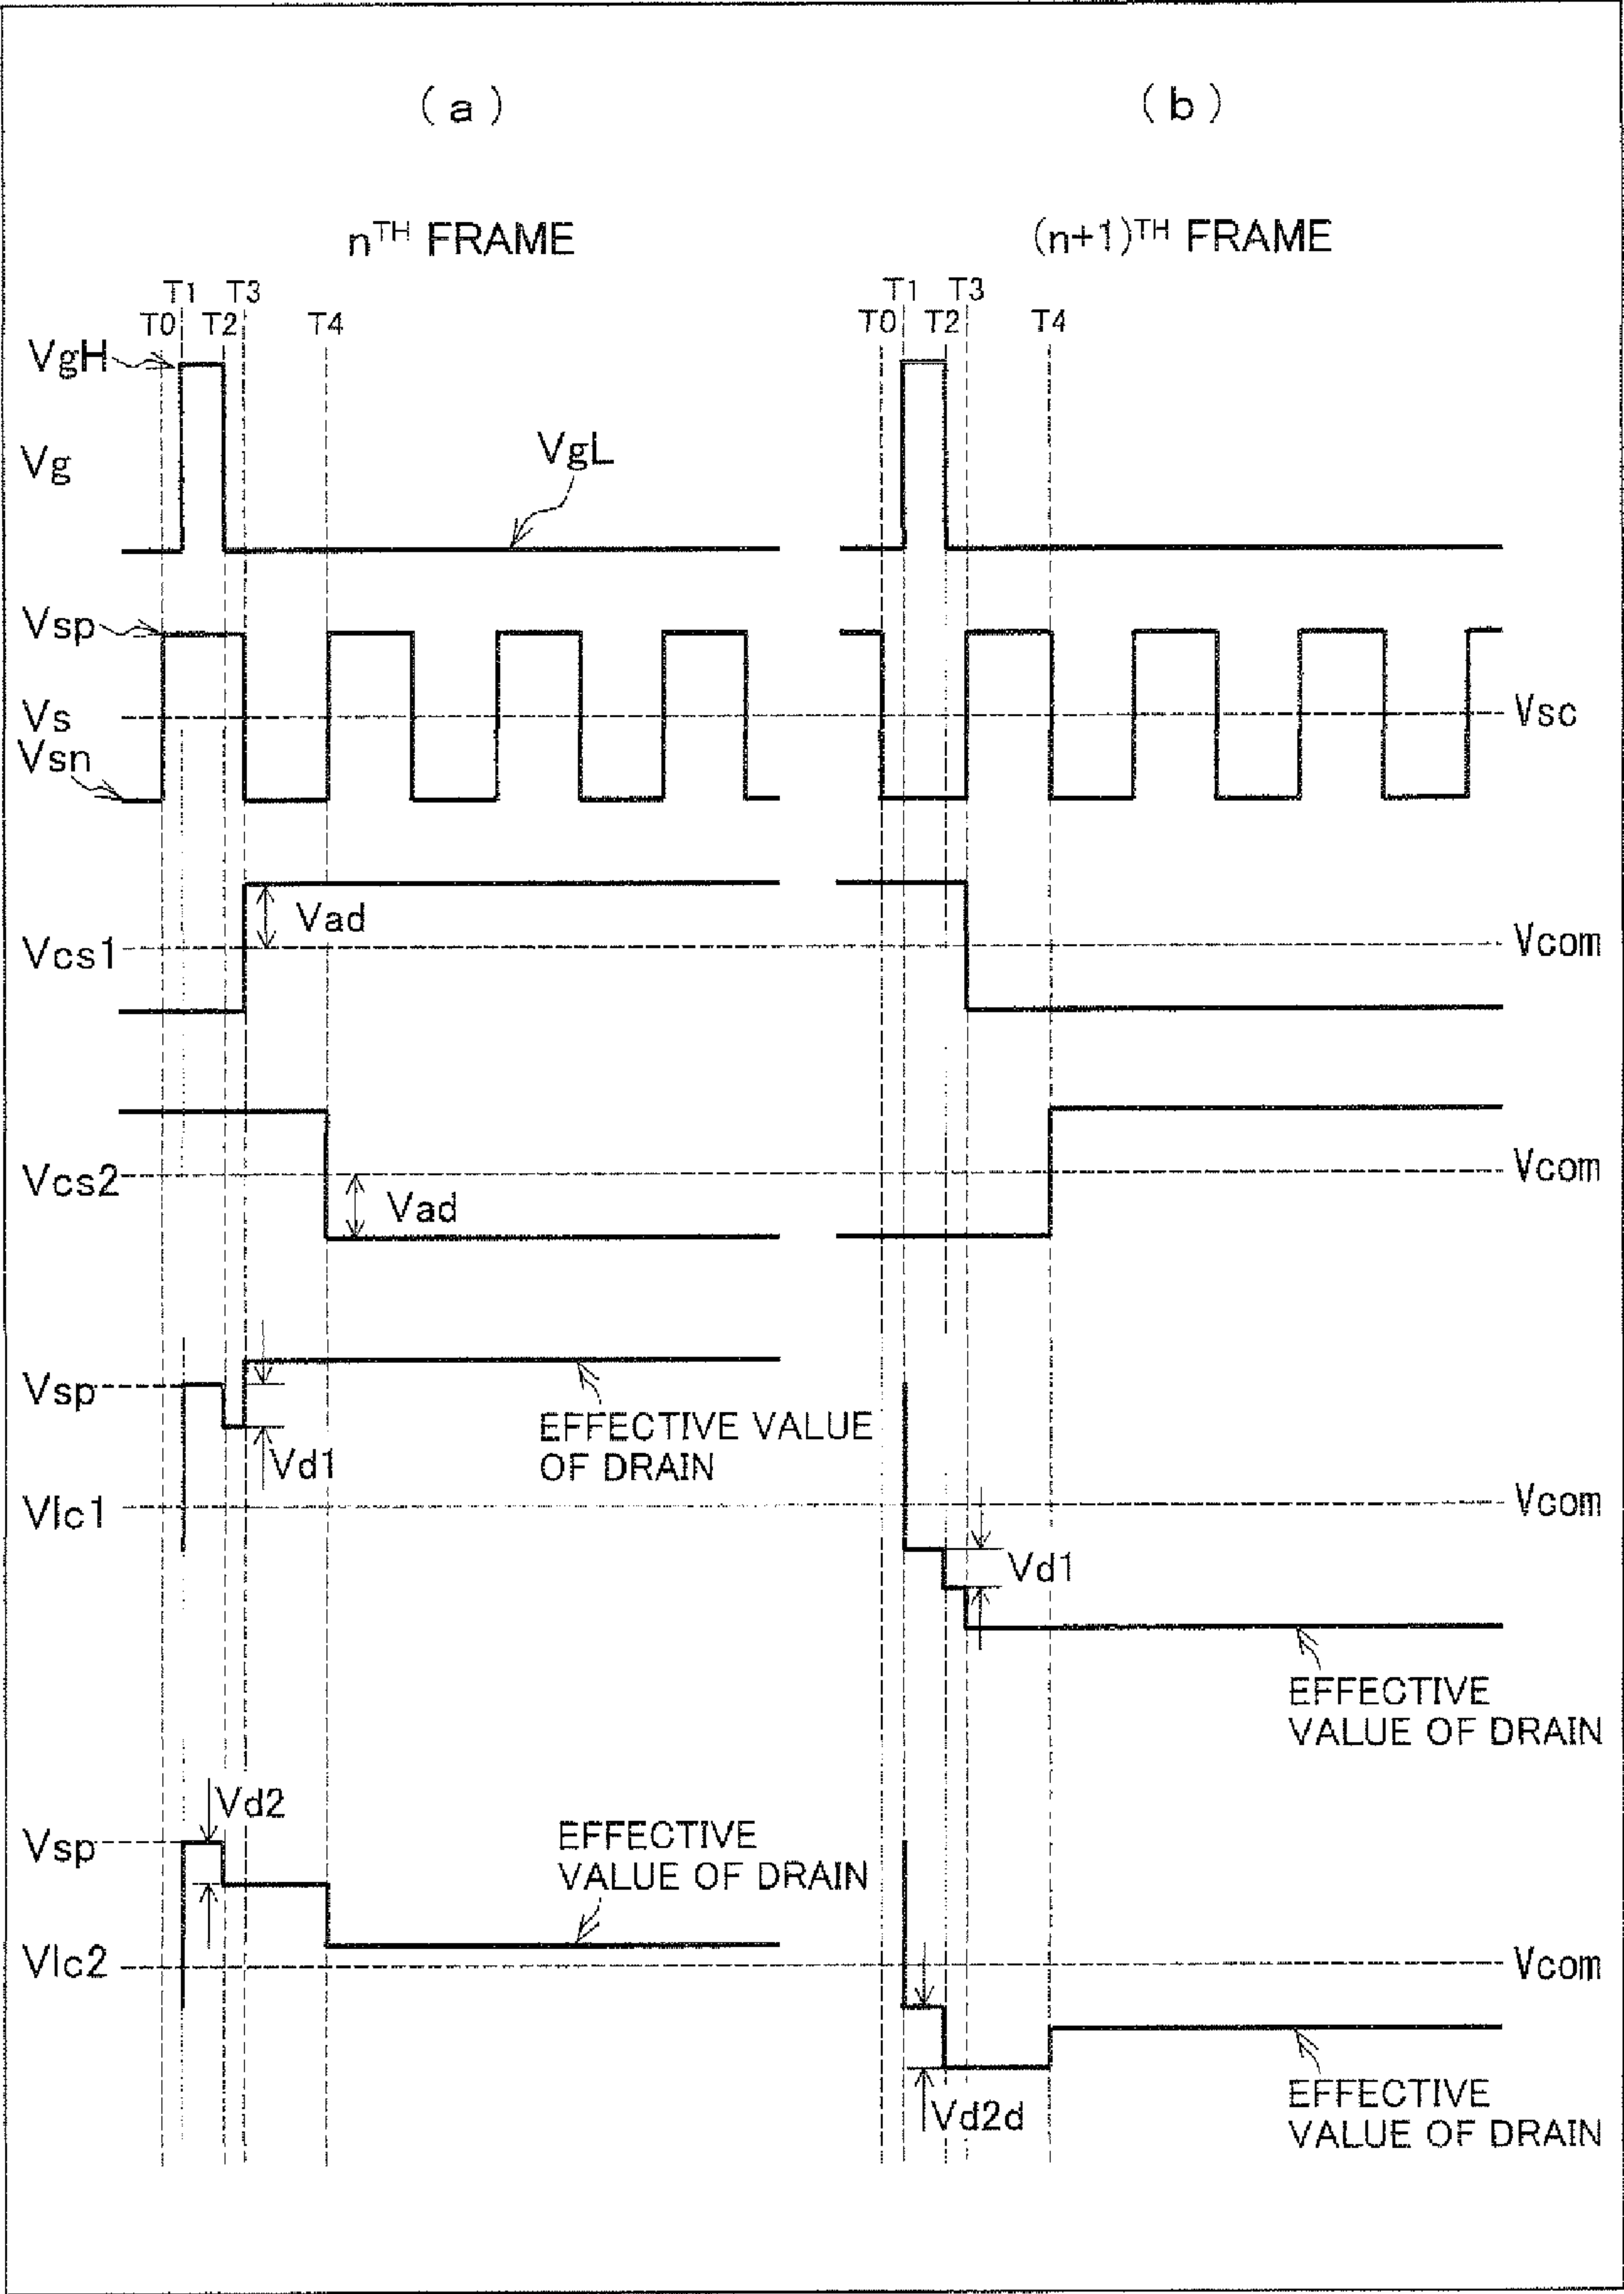 (a) (b)
nTH FRAME (n+1)TH FRAME
T1 T3 T1 T3
T0 T2 T4 T0 T2 T4
VgH
Vg VgL
Vsp
Vs Vsc
Vsn
Vad
Vcs1 Vcom
Vcs2 Vcom
Vad
Vsp
EFFECTIVE VALUE
OF DRAIN
Vd1
Vlc1 Vcom
Vd1
EFFECTIVE
VALUE OF DRAIN
Vd2
Vsp
EFFECTIVE
VALUE OF DRAIN
Vlc2 Vcom
EFFECTIVE
VALUE OF DRAIN
Vd2d